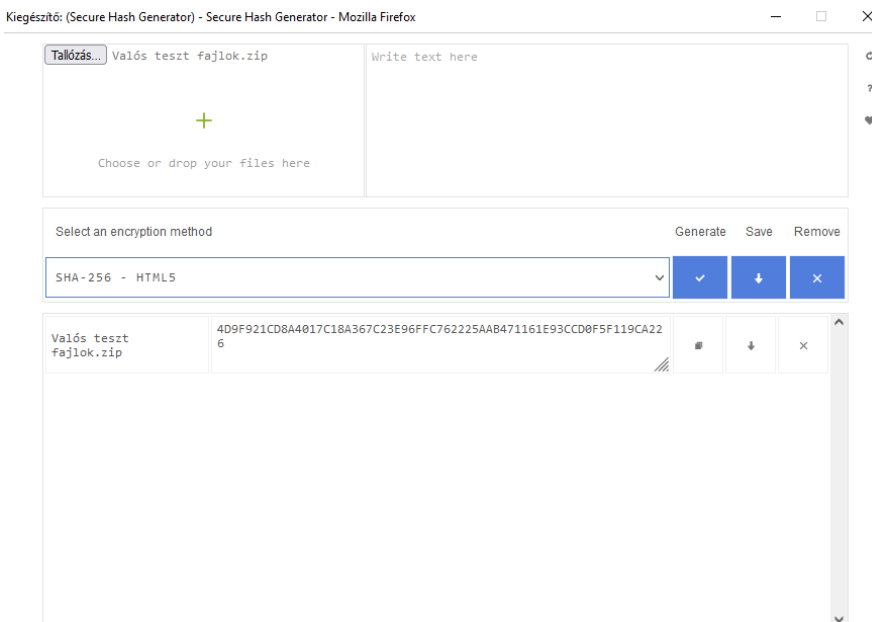 Kiegészítő: (Secure Hash Generator) - Secure Hash Generator - Mozilla Firefox
Tallózás... Valós teszt fajlok.zip
Write text here
Choose or drop your files here
Select an encryption method
Generate Save Remove
SHA-256 - HTML5
Valós teszt
fajlok.zip
4D9F921CD8A4017C18A367C23E96FFC762225AAB471161E93CCD0F5F119CA22
6